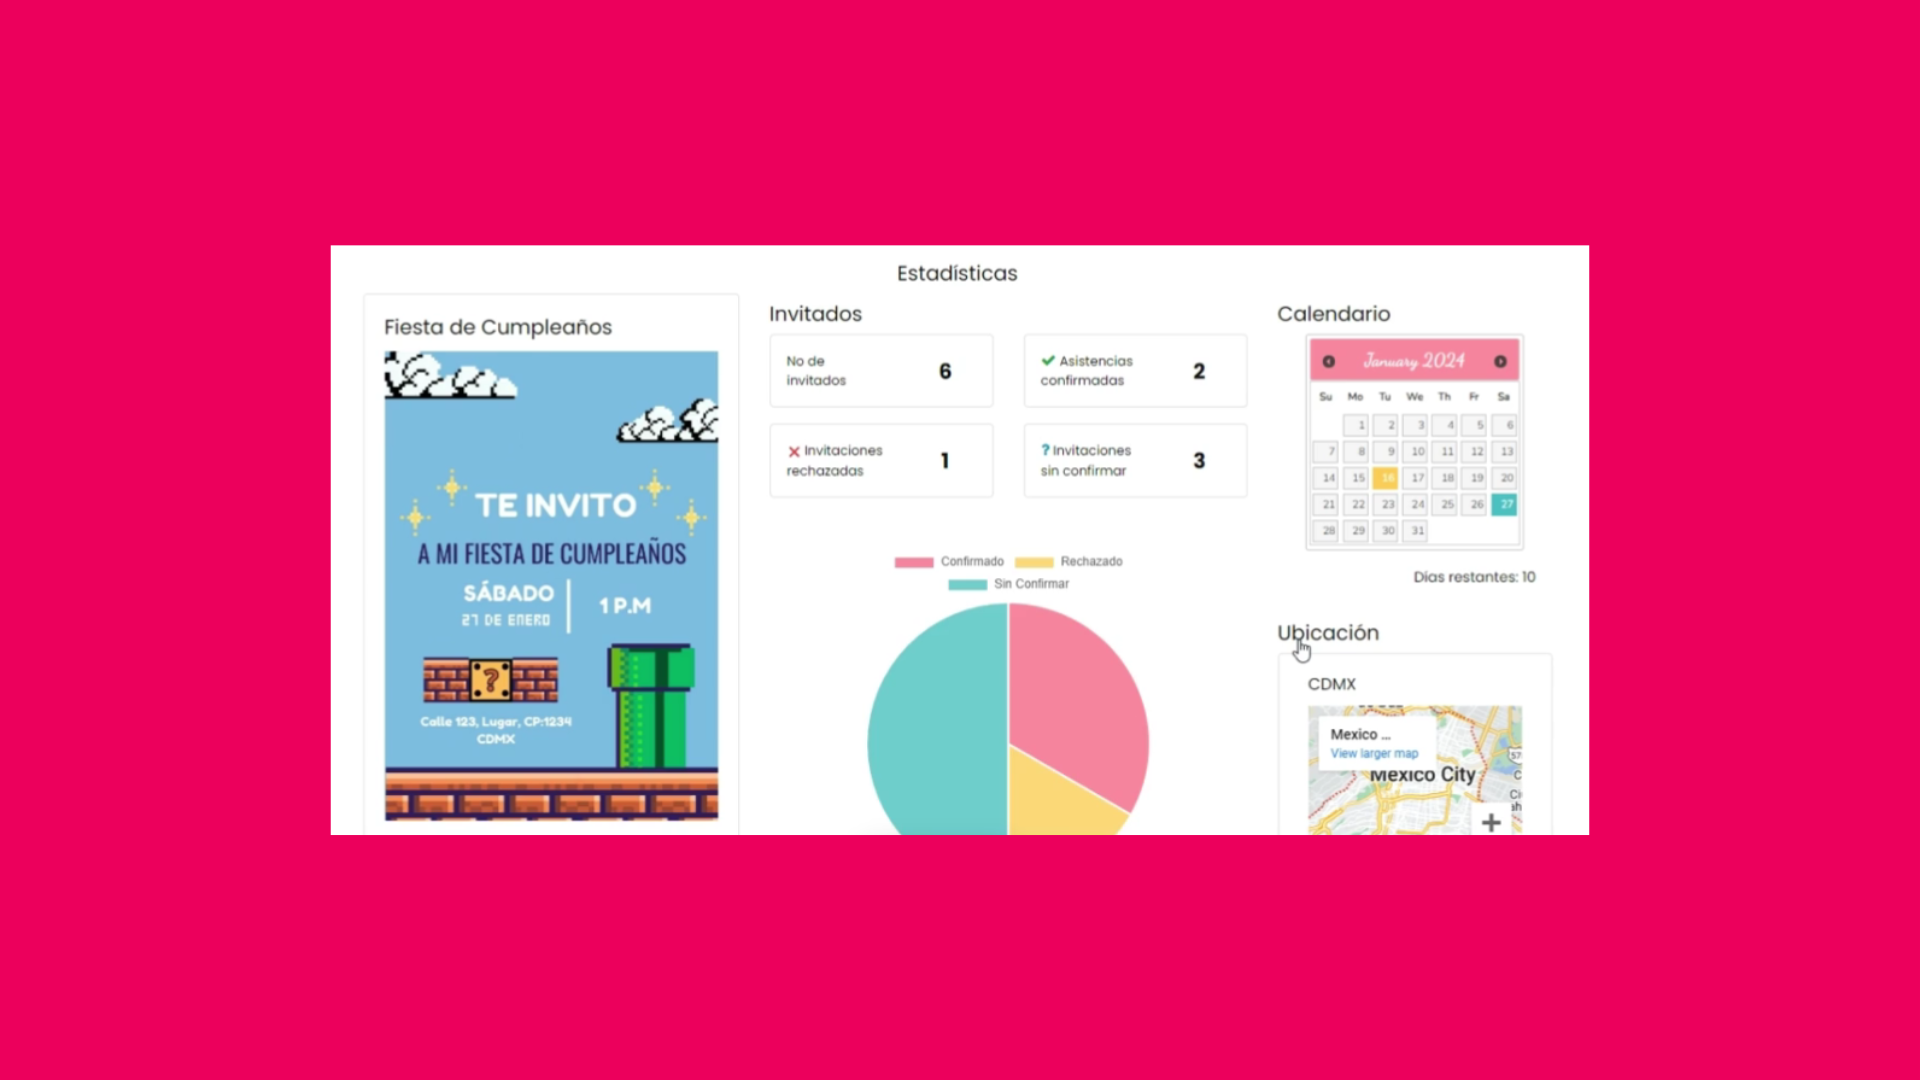 Estadísticas
Fiesta de Cumpleaños
TE INVITO
A MI FIESTA DE CUMPLEAÑOS
SÁBADO
27 DE ENERO
1 P.M
?
Calle 123, Lugar, CP:1234
CDMX
Invitados
No de
invitados
6
Asistencias
confirmadas
2
Invitaciones
rechazadas
1
? Invitaciones
sin confirmar
3
Confirmado
Rechazado
Sin Confirmar
Calendario
January 2024
Su Mo Tu We Th Fr Sa
1 2 3 4 5 6
7 8 9 10 11 12 13
14 15 16 17 18 19 20
21 22 23 24 25 26 27
28 29 30 31
Días restantes: 10
Ubicación
CDMX
Mexico ...
View larger map
Mexico City
57
+